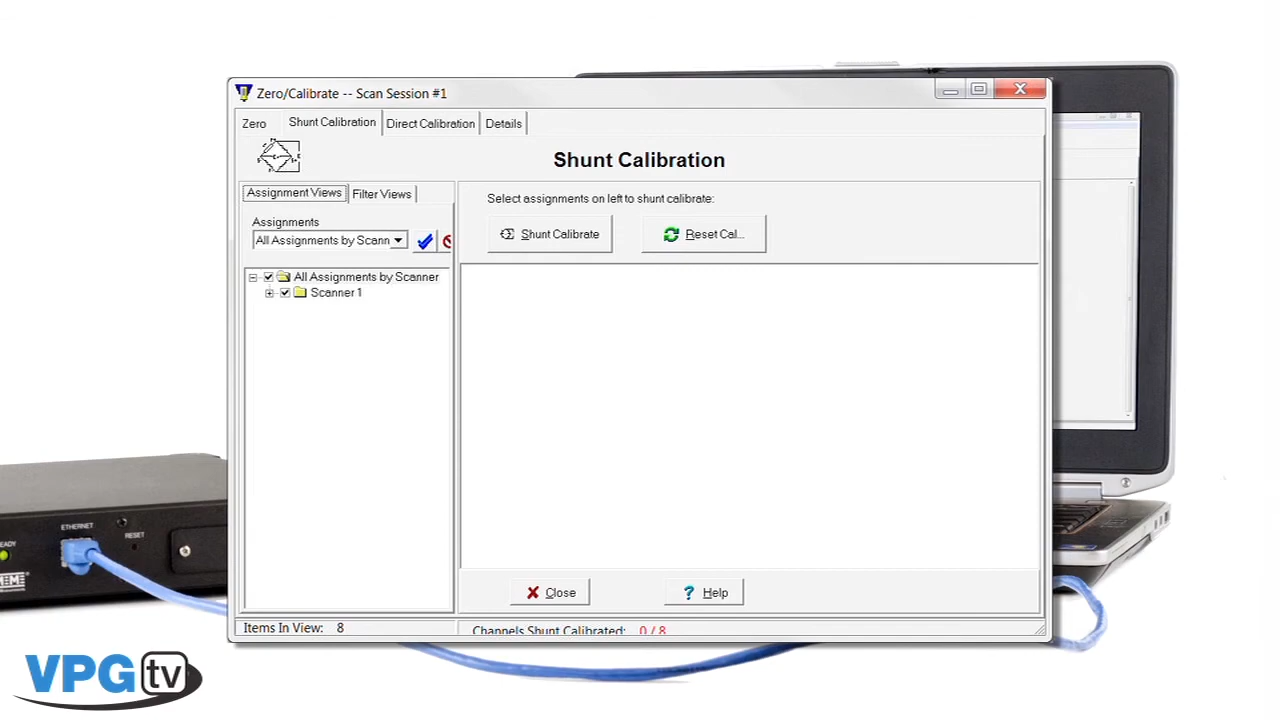 Zero/Calibrate -- Scan Session #1
Zero
Shunt Calibration
Direct Calibration
Details
Shunt Calibration
Assignment Views
Filter Views
Select assignments on left to shunt calibrate:
Assignments
All Assignments by Scann
Shunt Calibrate
Reset Cal...
All Assignments by Scanner
Scanner 1
ETHERNET
RESET
EADY
Close
Help
Items In View: 8
Channels Shunt Calibrated: 0 / 8
VPG tv